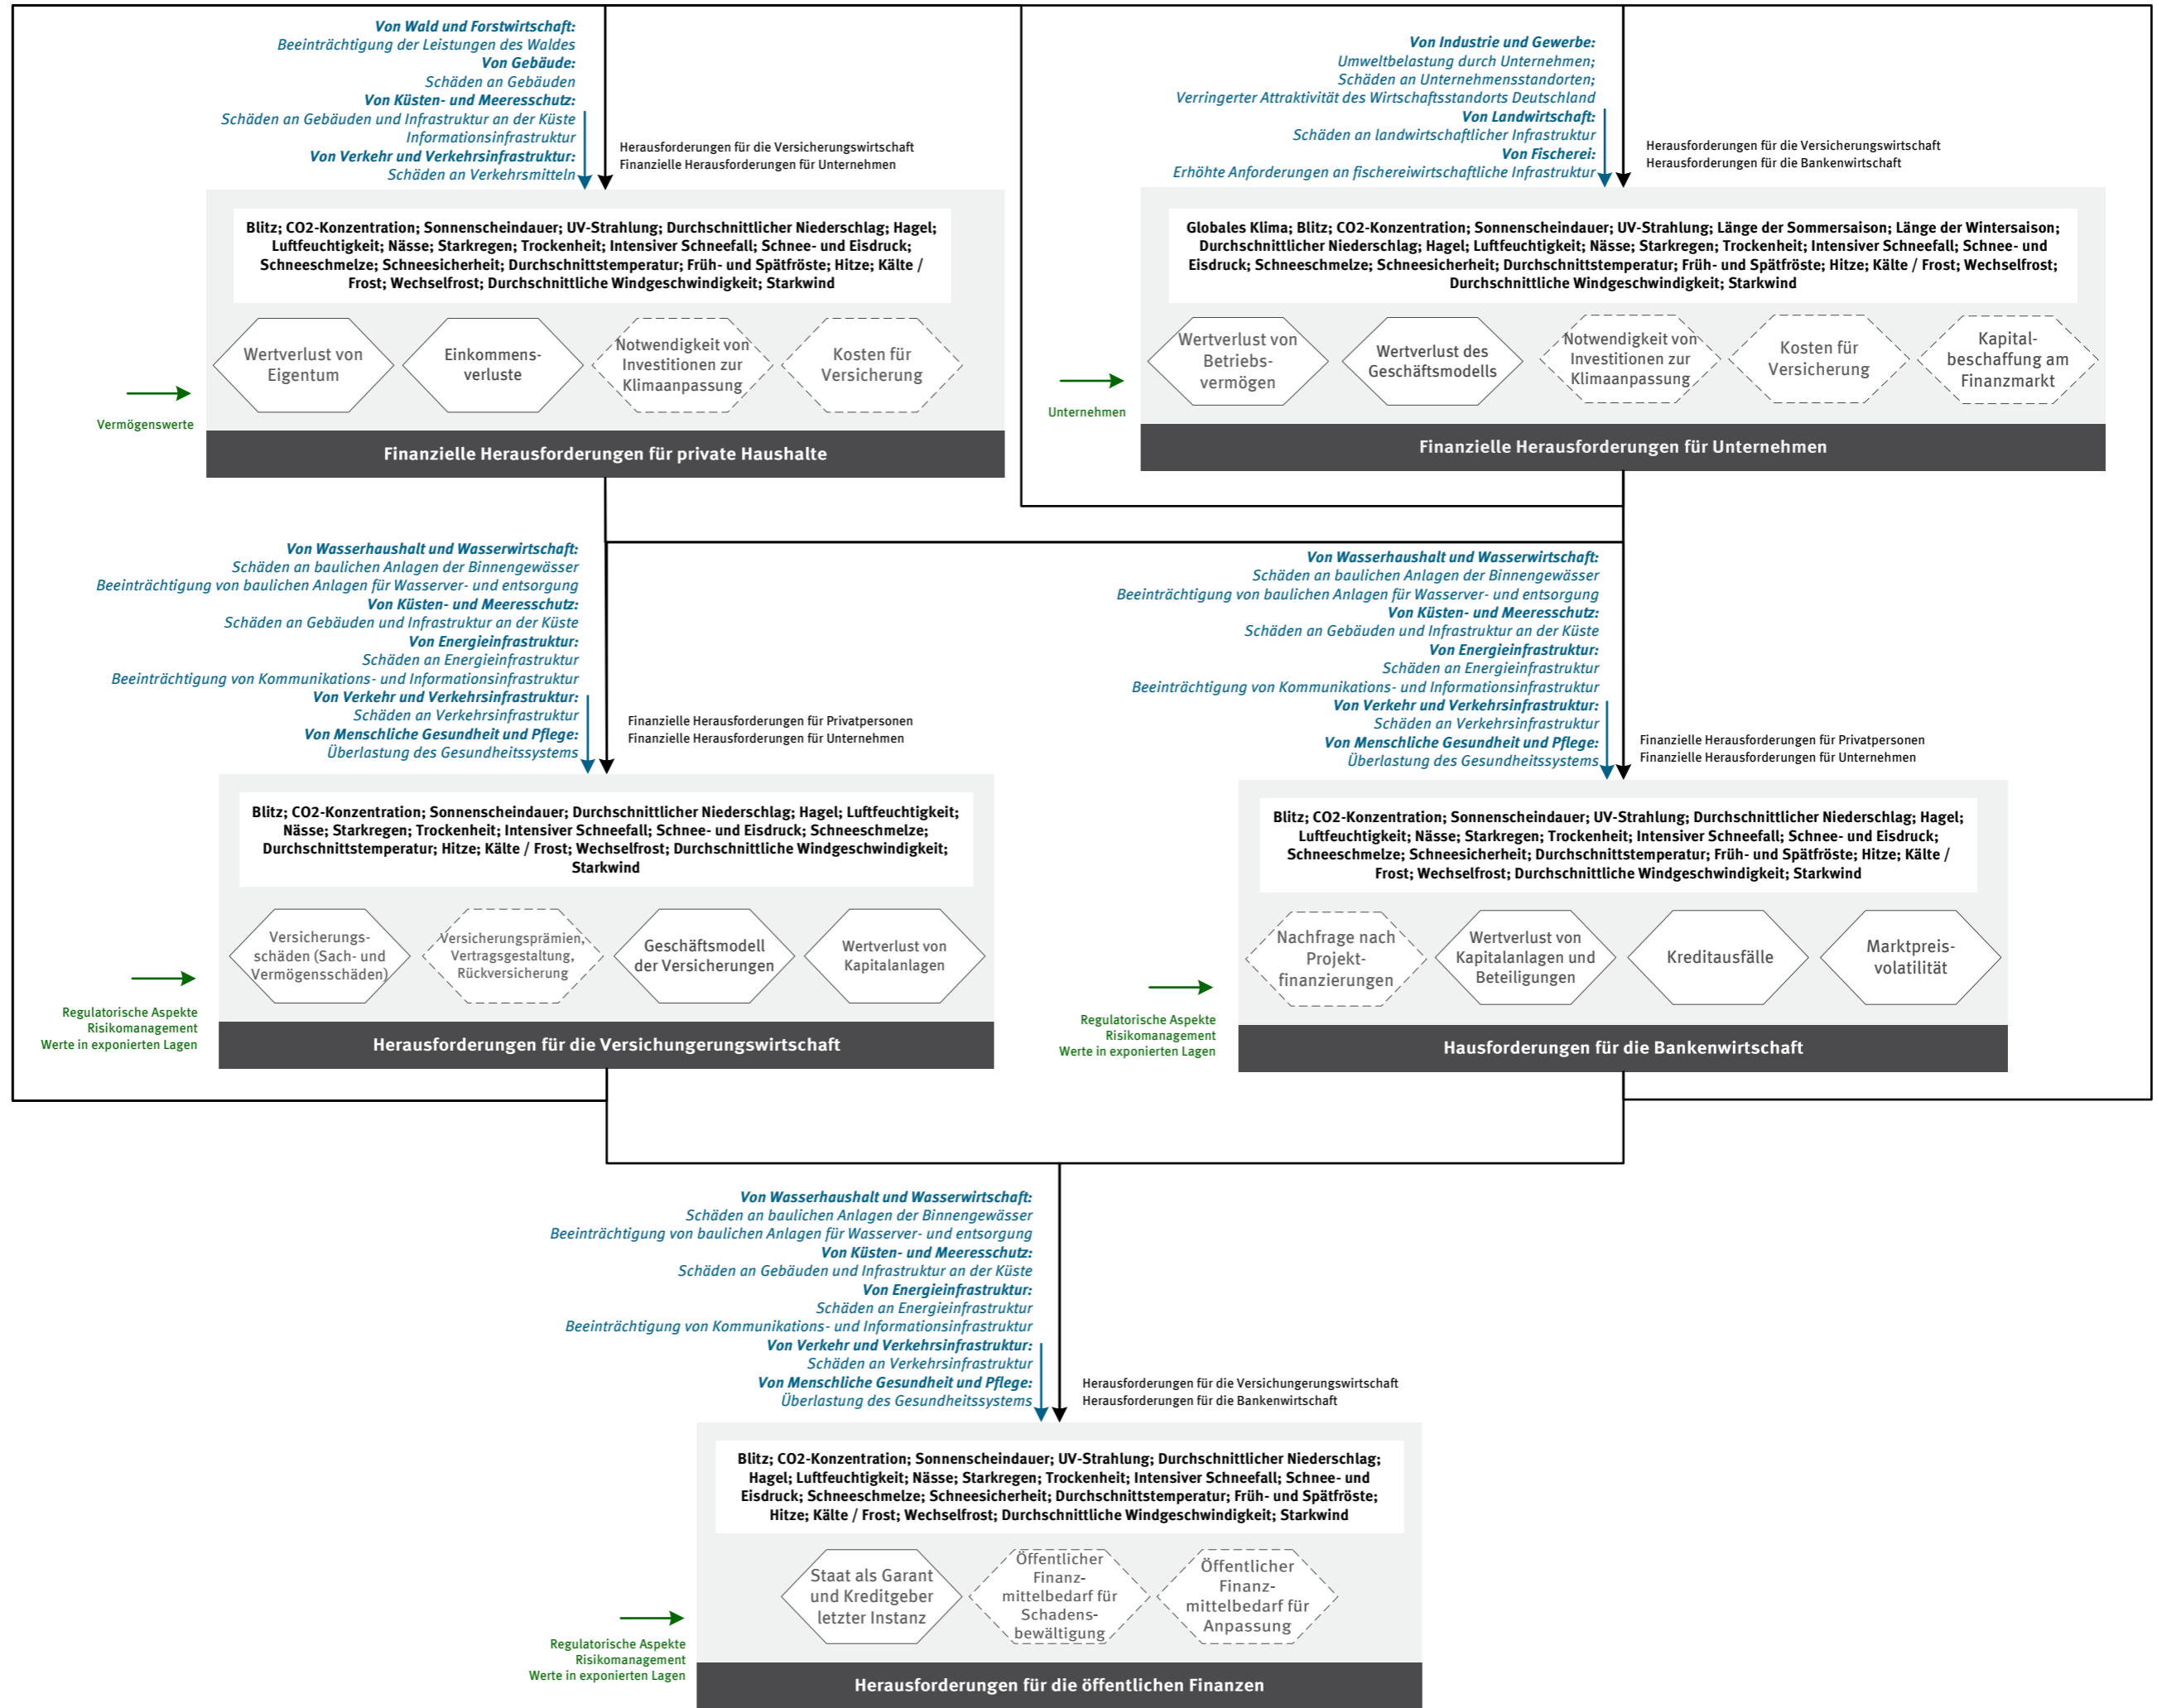 Von Wald und Forstwirtschaft:
Beeinträchtigung der Leistungen des Waldes
Von Gebäude:
Schäden an Gebäuden
Von Küsten- und Meeresschutz:
Schäden an Gebäuden und Infrastruktur an der Küste
Informationsinfrastruktur
Von Verkehr und Verkehrsinfrastruktur:
Schäden an Verkehrsmitteln
Herausforderungen für die Versicherungswirtschaft
Finanzielle Herausforderungen für Unternehmen
Blitz; CO2-Konzentration; Sonnenscheindauer; UV-Strahlung; Durchschnittlicher Niederschlag; Hagel;
Luftfeuchtigkeit; Nässe; Starkregen; Trockenheit; Intensiver Schneefall; Schnee- und Eisdruck;
Schneeschmelze; Schneesicherheit; Durchschnittstemperatur; Früh- und Spätfröste; Hitze; Kälte /
Frost; Wechselfrost; Durchschnittliche Windgeschwindigkeit; Starkwind
Wertverlust von
Eigentum
Einkommens-
verluste
Notwendigkeit von
Investitionen zur
Klimaanpassung
Kosten für
Versicherung
Vermögenswerte
Finanzielle Herausforderungen für private Haushalte
Von Industrie und Gewerbe:
Umweltbelastung durch Unternehmen;
Schäden an Unternehmensstandorten;
Verringerter Attraktivität des Wirtschaftsstandorts Deutschland
Von Landwirtschaft:
Schäden an landwirtschaftlicher Infrastruktur
Von Fischerei:
Erhöhte Anforderungen an fischereiwirtschaftliche Infrastruktur
Herausforderungen für die Versicherungswirtschaft
Herausforderungen für die Bankenwirtschaft
Globales Klima; Blitz; CO2-Konzentration; Sonnenscheindauer; UV-Strahlung; Länge der Sommersaison; Länge der Wintersaison;
Durchschnittlicher Niederschlag; Hagel; Luftfeuchtigkeit; Nässe; Starkregen; Trockenheit; Intensiver Schneefall; Schnee- und
Eisdruck; Schneeschmelze; Schneesicherheit; Durchschnittstemperatur; Früh- und Spätfröste; Hitze; Kälte / Frost; Wechselfrost;
Durchschnittliche Windgeschwindigkeit; Starkwind
Wertverlust von
Betriebs-
vermögen
Wertverlust des
Geschäftsmodells
Notwendigkeit von
Investitionen zur
Klimaanpassung
Kosten für
Versicherung
Kapital-
beschaffung am
Finanzmarkt
Unternehmen
Finanzielle Herausforderungen für Unternehmen
Von Wasserhaushalt und Wasserwirtschaft:
Schäden an baulichen Anlagen der Binnengewässer
Beeinträchtigung von baulichen Anlagen für Wasserver- und entsorgung
Von Küsten- und Meeresschutz:
Schäden an Gebäuden und Infrastruktur an der Küste
Von Energieinfrastruktur:
Schäden an Energieinfrastruktur
Beeinträchtigung von Kommunikations- und Informationsinfrastruktur
Von Verkehr und Verkehrsinfrastruktur:
Schäden an Verkehrsinfrastruktur
Von Menschliche Gesundheit und Pflege:
Überlastung des Gesundheitssystems
Finanzielle Herausforderungen für Privatpersonen
Finanzielle Herausforderungen für Unternehmen
Blitz; CO2-Konzentration; Sonnenscheindauer; Durchschnittlicher Niederschlag; Hagel; Luftfeuchtigkeit;
Nässe; Starkregen; Trockenheit; Intensiver Schneefall; Schnee- und Eisdruck; Schneeschmelze;
Durchschnittstemperatur; Hitze; Kälte / Frost; Wechselfrost; Durchschnittliche Windgeschwindigkeit;
Starkwind
Versicherungs-
schäden (Sach- und
Vermögensschäden)
Versicherungsprämien,
Vertragsgestaltung,
Rückversicherung
Geschäftsmodell
der Versicherungen
Wertverlust von
Kapitalanlagen
Regulatorische Aspekte
Risikomanagement
Werte in exponierten Lagen
Herausforderungen für die Versichungerungswirtschaft
Von Wasserhaushalt und Wasserwirtschaft:
Schäden an baulichen Anlagen der Binnengewässer
Beeinträchtigung von baulichen Anlagen für Wasserver- und entsorgung
Von Küsten- und Meeresschutz:
Schäden an Gebäuden und Infrastruktur an der Küste
Von Energieinfrastruktur:
Schäden an Energieinfrastruktur
Beeinträchtigung von Kommunikations- und Informationsinfrastruktur
Von Verkehr und Verkehrsinfrastruktur:
Schäden an Verkehrsinfrastruktur
Von Menschliche Gesundheit und Pflege:
Überlastung des Gesundheitssystems
Finanzielle Herausforderungen für Privatpersonen
Finanzielle Herausforderungen für Unternehmen
Blitz; CO2-Konzentration; Sonnenscheindauer; UV-Strahlung; Durchschnittlicher Niederschlag; Hagel;
Luftfeuchtigkeit; Nässe; Starkregen; Trockenheit; Intensiver Schneefall; Schnee- und Eisdruck;
Schneeschmelze; Schneesicherheit; Durchschnittstemperatur; Früh- und Spätfröste; Hitze; Kälte /
Frost; Wechselfrost; Durchschnittliche Windgeschwindigkeit; Starkwind
Nachfrage nach
Projekt-
finanzierungen
Wertverlust von
Kapitalanlagen und
Beteiligungen
Kreditausfälle
Marktpreis-
volatilität
Regulatorische Aspekte
Risikomanagement
Werte in exponierten Lagen
Hausforderungen für die Bankenwirtschaft
Von Wasserhaushalt und Wasserwirtschaft:
Schäden an baulichen Anlagen der Binnengewässer
Beeinträchtigung von baulichen Anlagen für Wasserver- und entsorgung
Von Küsten- und Meeresschutz:
Schäden an Gebäuden und Infrastruktur an der Küste
Von Energieinfrastruktur:
Schäden an Energieinfrastruktur
Beeinträchtigung von Kommunikations- und Informationsinfrastruktur
Von Verkehr und Verkehrsinfrastruktur:
Schäden an Verkehrsinfrastruktur
Von Menschliche Gesundheit und Pflege:
Überlastung des Gesundheitssystems
Herausforderungen für die Versichungerungswirtschaft
Herausforderungen für die Bankenwirtschaft
Blitz; CO2-Konzentration; Sonnenscheindauer; UV-Strahlung; Durchschnittlicher Niederschlag;
Hagel; Luftfeuchtigkeit; Nässe; Starkregen; Trockenheit; Intensiver Schneefall; Schnee- und
Eisdruck; Schneeschmelze; Schneesicherheit; Durchschnittstemperatur; Früh- und Spätfröste;
Hitze; Kälte / Frost; Wechselfrost; Durchschnittliche Windgeschwindigkeit; Starkwind
Staat als Garant
und Kreditgeber
letzter Instanz
Öffentlicher
Finanz-
mittelbedarf für
Schadens-
bewältigung
Öffentlicher
Finanz-
mittelbedarf für
Anpassung
Regulatorische Aspekte
Risikomanagement
Werte in exponierten Lagen
Herausforderungen für die öffentlichen Finanzen